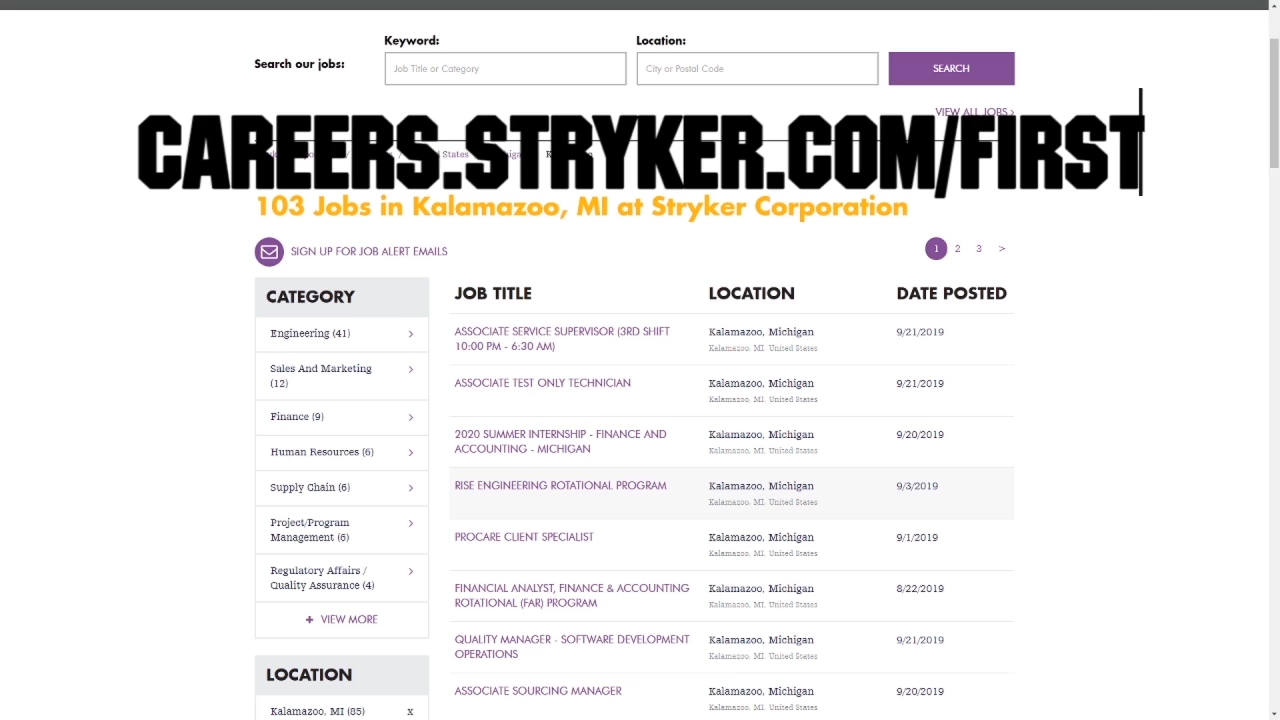 Keyword:
Location:
Search our jobs:
Job Title or Category
City or Postal Code
SEARCH
VIEW ALL JOBS >
CAREERS.STRYKER.COM/FIRST
103 Jobs in Kalamazoo, MI at Stryker Corporation
SIGN UP FOR JOB ALERT EMAILS
1 2 3 >
CATEGORY
Engineering (41)
Sales And Marketing
(12)
Finance (9)
Human Resources (6)
Supply Chain (6)
Project/Program
Management (6)
Regulatory Affairs /
Quality Assurance (4)
+ VIEW MORE
LOCATION
Kalamazoo, MI (85) x
JOB TITLE LOCATION DATE POSTED
ASSOCIATE SERVICE SUPERVISOR (3RD SHIFT
10:00 PM - 6:30 AM)
Kalamazoo, Michigan
Kalamazoo, MI, United States
9/21/2019
ASSOCIATE TEST ONLY TECHNICIAN
Kalamazoo, Michigan
Kalamazoo, MI, United States
9/21/2019
2020 SUMMER INTERNSHIP - FINANCE AND
ACCOUNTING - MICHIGAN
Kalamazoo, Michigan
Kalamazoo, MI, United States
9/20/2019
RISE ENGINEERING ROTATIONAL PROGRAM
Kalamazoo, Michigan
Kalamazoo, MI, United States
9/3/2019
PROCARE CLIENT SPECIALIST
Kalamazoo, Michigan
Kalamazoo, MI, United States
9/1/2019
FINANCIAL ANALYST, FINANCE & ACCOUNTING
ROTATIONAL (FAR) PROGRAM
Kalamazoo, Michigan
Kalamazoo, MI, United States
8/22/2019
QUALITY MANAGER - SOFTWARE DEVELOPMENT
OPERATIONS
Kalamazoo, Michigan
Kalamazoo, MI, United States
9/21/2019
ASSOCIATE SOURCING MANAGER
Kalamazoo, Michigan
Kalamazoo, MI, United States
9/20/2019